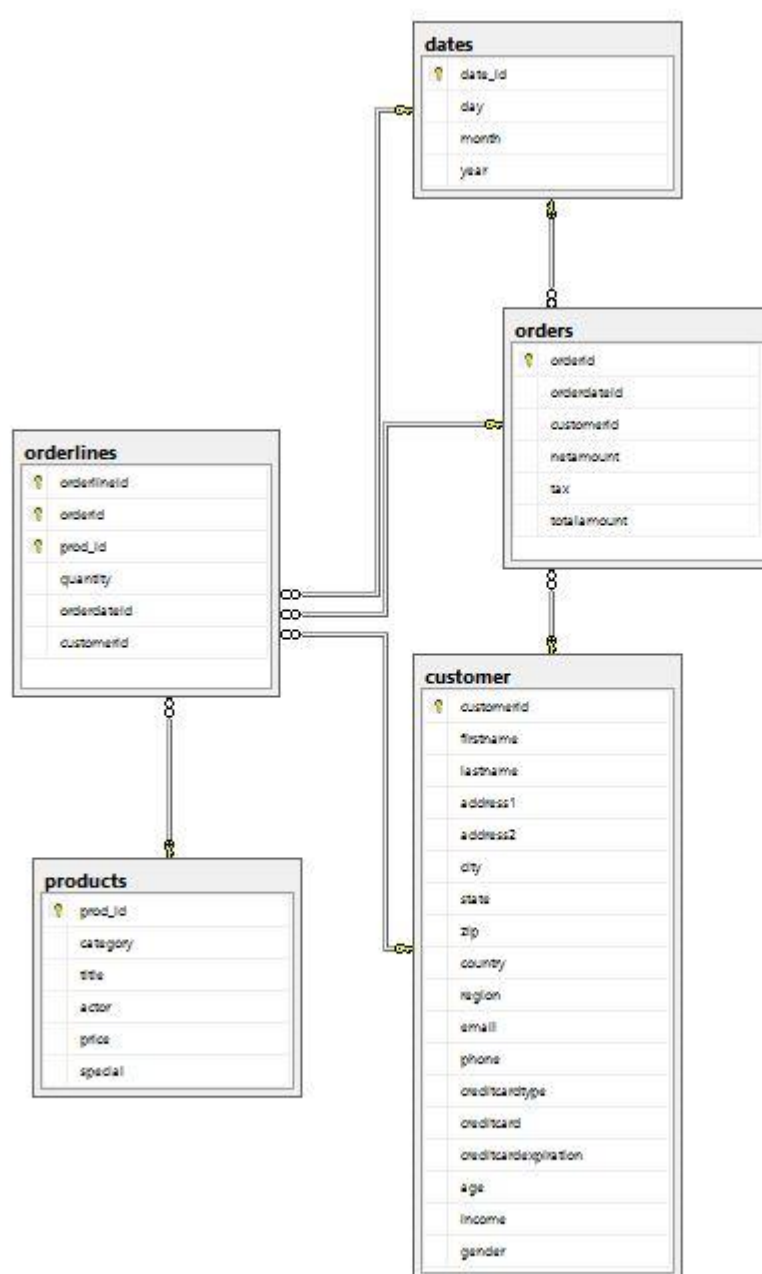 dates
date_id
day
month
year
orders
orderid
orderdateid
customerid
netamount
tax
totalamount
orderlines
orderlineid
orderid
prod_id
quantity
orderdateid
customerid
customer
customerid
firstname
lastname
address1
address2
city
state
zip
country
region
email
phone
creditcardtype
creditcard
creditcardexpiration
age
income
gender
products
prod_id
category
title
actor
price
special